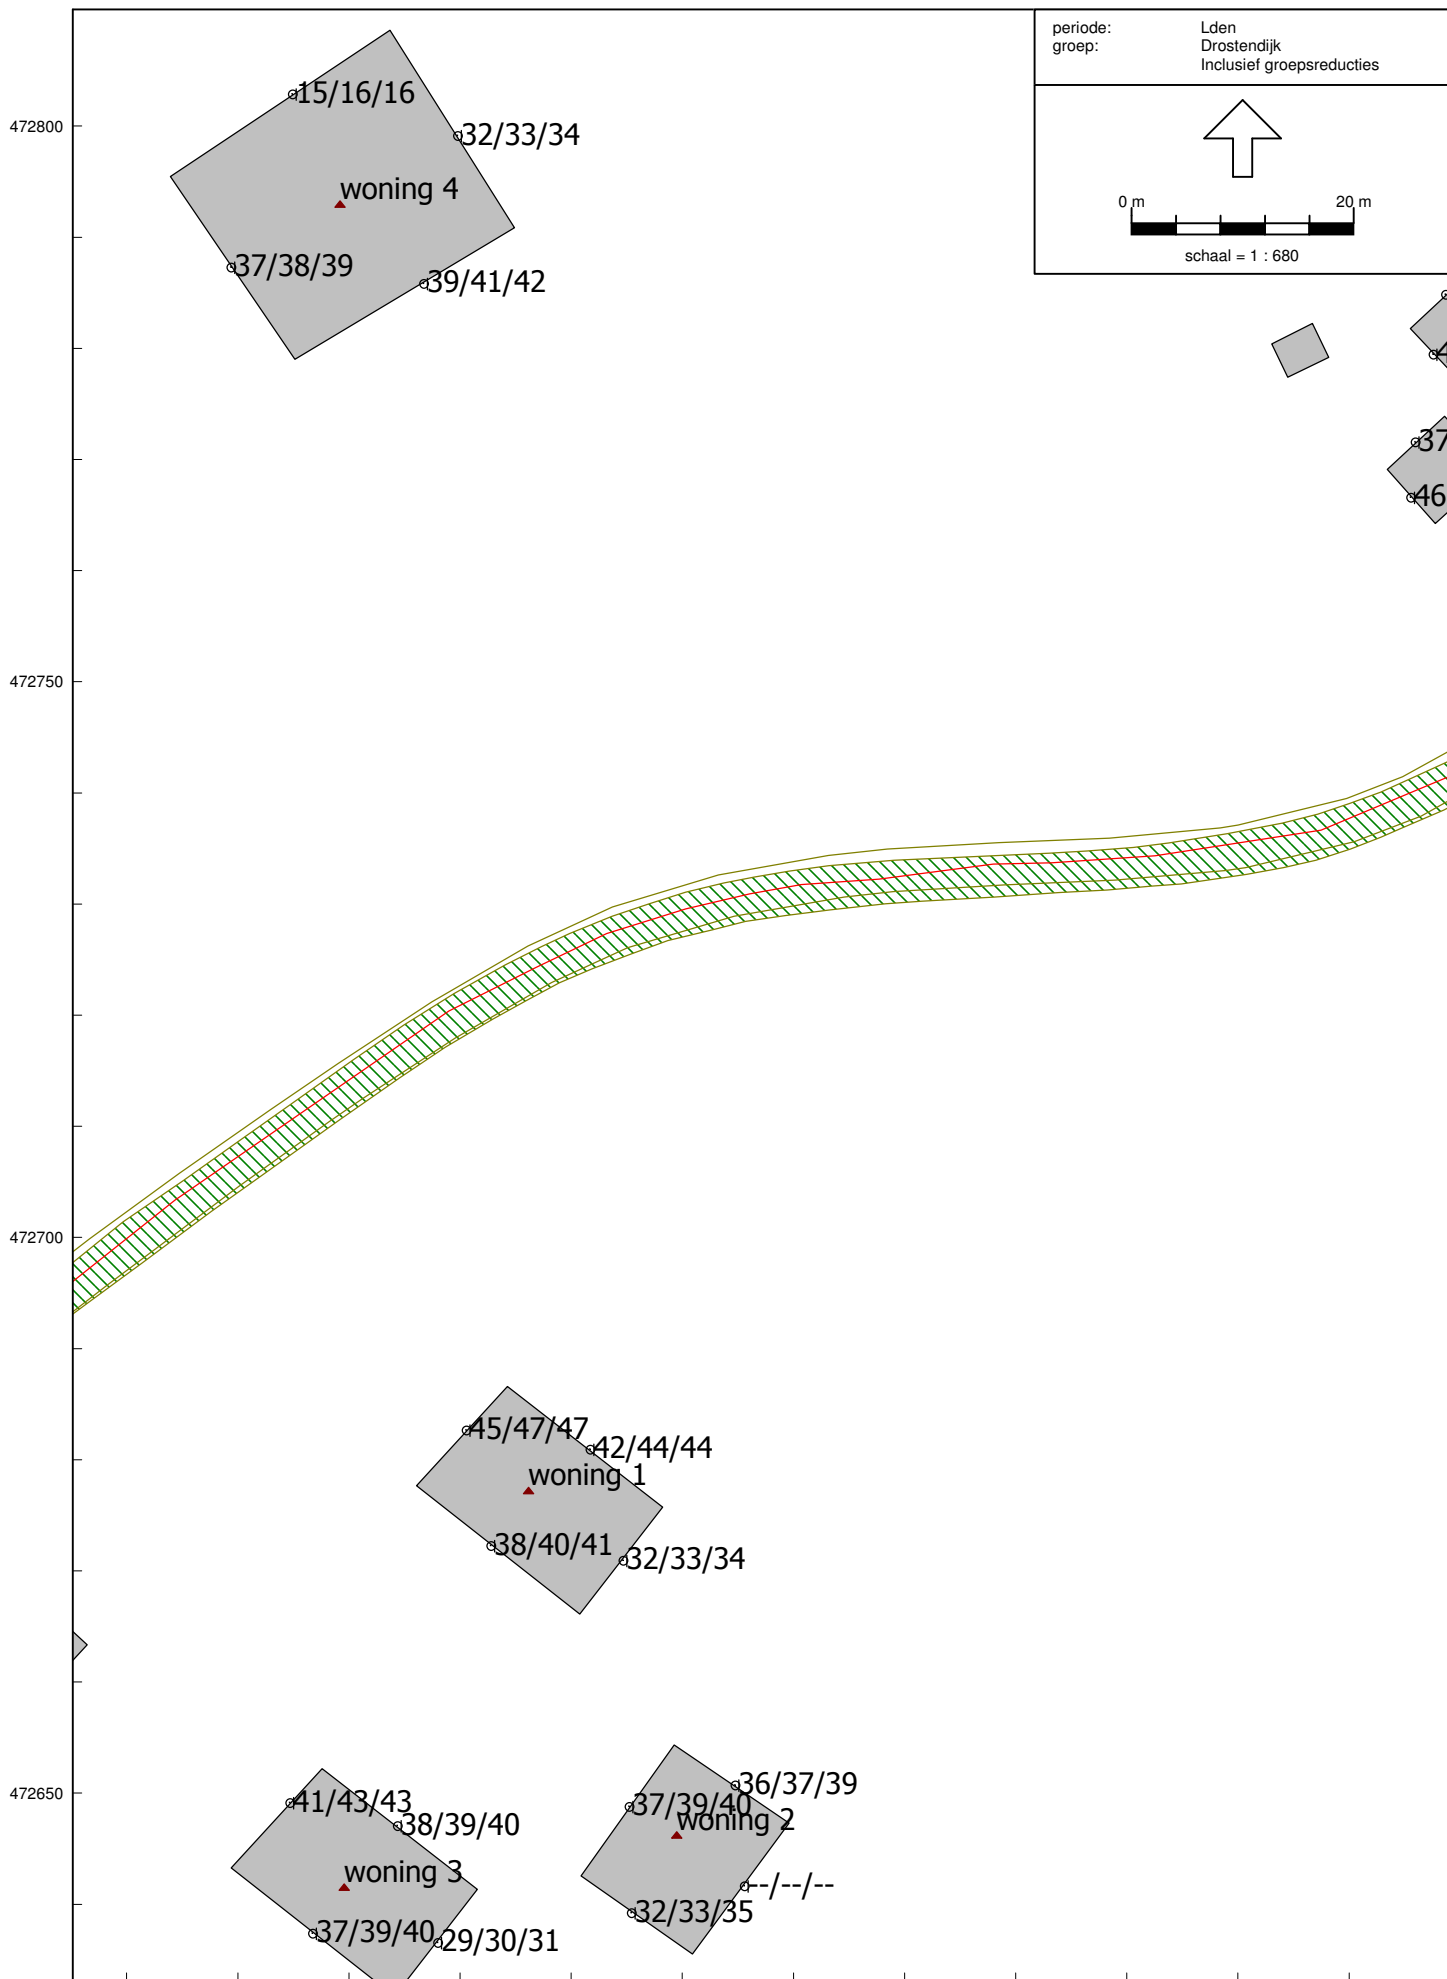 periode: Lden
groep: Drostendijk
Inclusief groepsreducties
0 m 20 m
schaal = 1 : 680
15/16/16
472800
32/33/34
woning 4
37/38/39
39/41/42
37
46
472750
472700
45/47/47
42/44/44
woning 1
38/40/41
32/33/34
36/37/39
472650
41/43/43
37/39/40
woning 2
38/39/40
woning 3
--/--/--
32/33/35
37/39/40
29/30/31